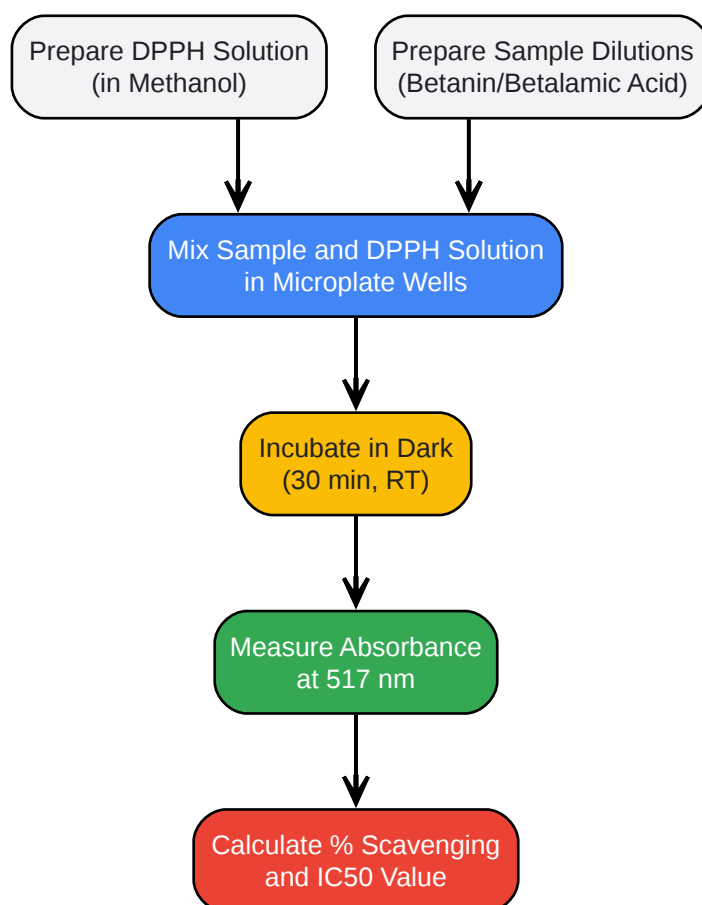 Prepare DPPH Solution
(in Methanol)
Prepare Sample Dilutions
(Betanin/Betalamic Acid)
Mix Sample and DPPH Solution
in Microplate Wells
Incubate in Dark
(30 min, RT)
Measure Absorbance
at 517 nm
Calculate % Scavenging
and IC50 Value